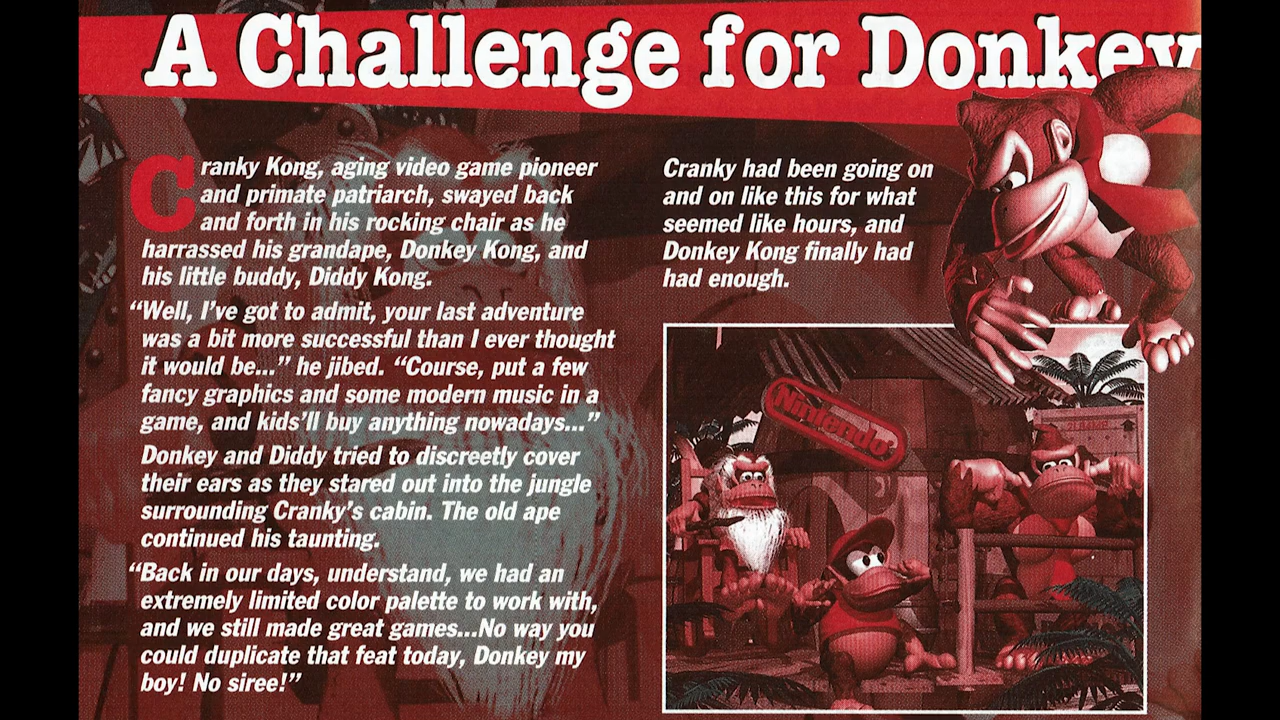 A Challenge for Donkey
Cranky Kong, aging video game pioneer
and primate patriarch, swayed back
and forth in his rocking chair as he
harrassed his grandape, Donkey Kong, and
his little buddy, Diddy Kong.
“Well, I’ve got to admit, your last adventure
was a bit more successful than I ever thought
it would be...” he jibed. “Course, put a few
fancy graphics and some modern music in a
game, and kids’ll buy anything nowadays...”
Donkey and Diddy tried to discreetly cover
their ears as they stared out into the jungle
surrounding Cranky’s cabin. The old ape
continued his taunting.
“Back in our days, understand, we had an
extremely limited color palette to work with,
and we still made great games...No way you
could duplicate that feat today, Donkey my
boy! No siree!”
Cranky had been going on
and on like this for what
seemed like hours, and
Donkey Kong finally had
had enough.
Nintendo